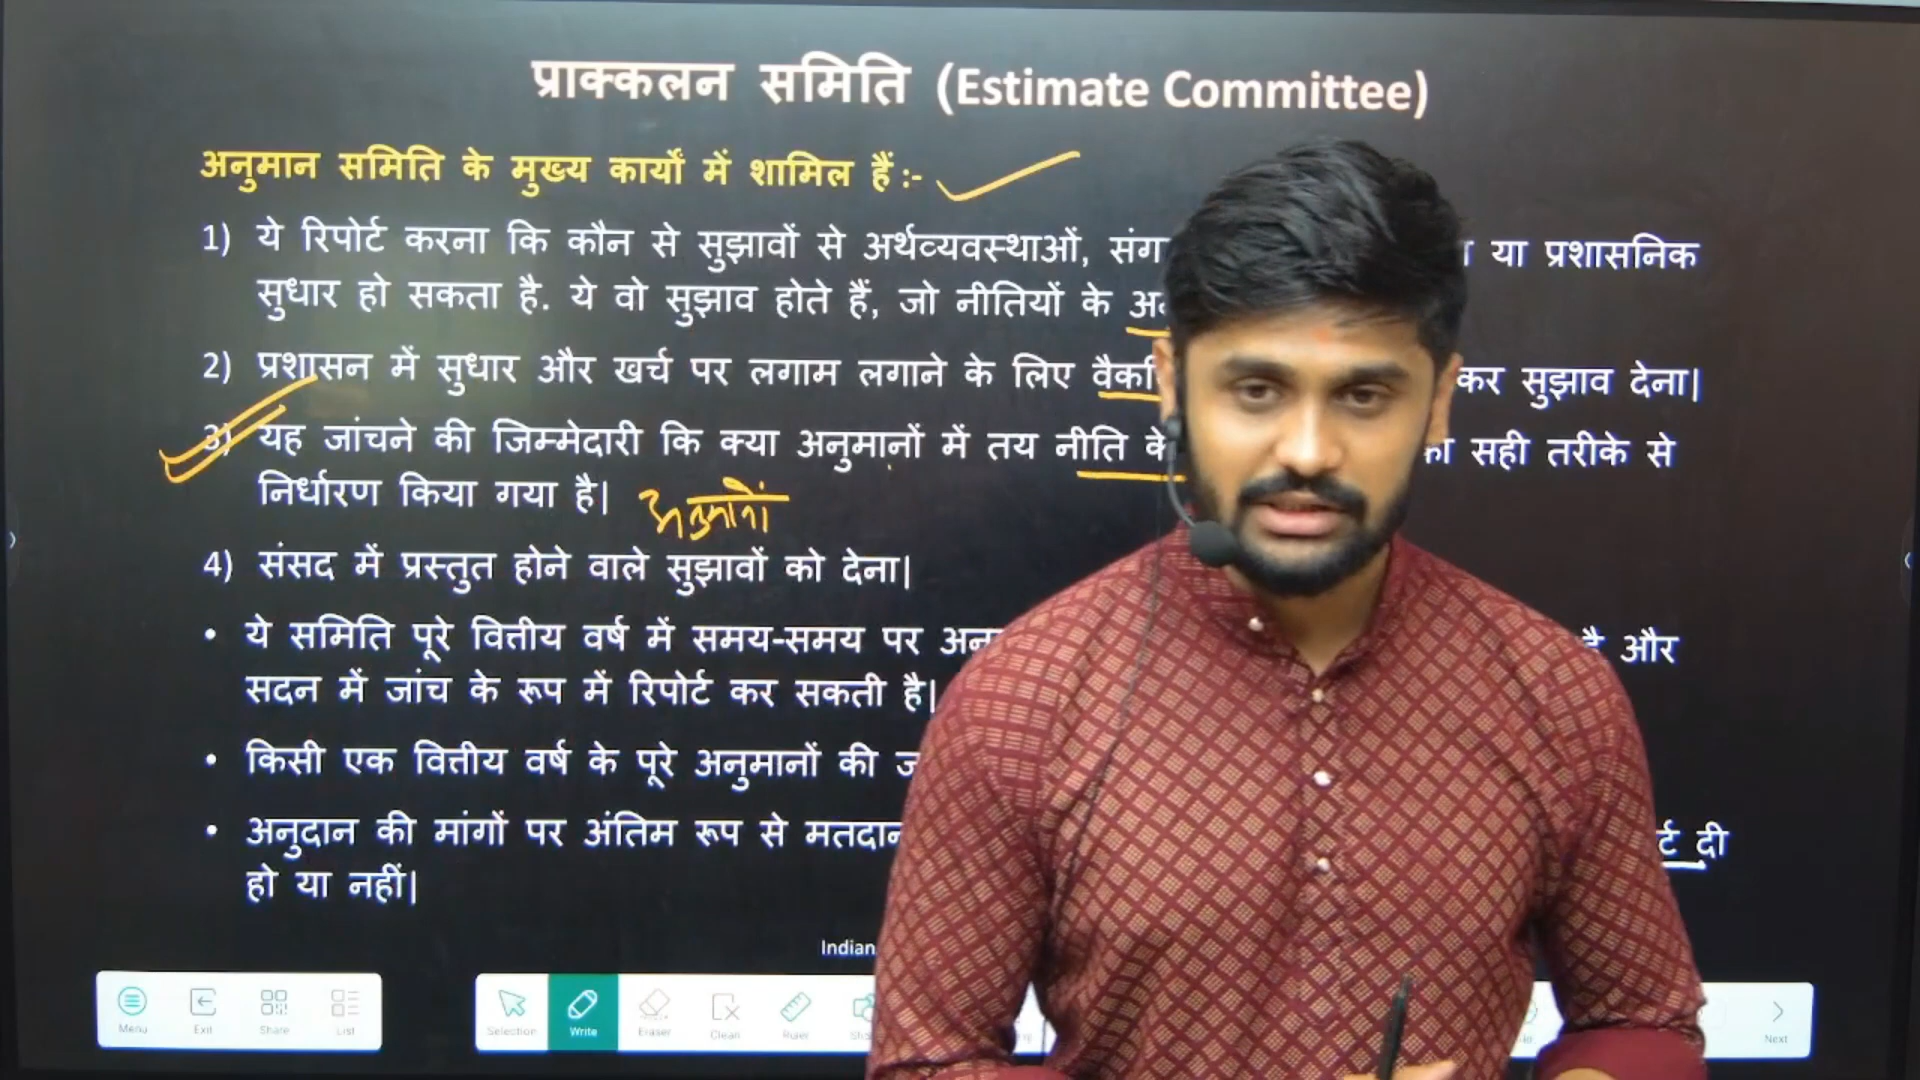 प्राक्कलन समिति (Estimate Committee)
अनुमान समिति के मुख्य कार्यों में शामिल हैं :-
1) ये रिपोर्ट करना कि कौन से सुझावों से अर्थव्यवस्थाओं, या प्रशासनिक
सुधार हो सकता है. ये वो सुझाव होते हैं, जो नीतियों के
2) प्रशासन में सुधार और खर्च पर लगाम लगाने के लिए कर सुझाव देना|
3) यह जांचने की जिम्मेदारी कि क्या अनुमानों में तय नीति के सही तरीके से
निर्धारण किया गया है|
अनुमानों
4) संसद में प्रस्तुत होने वाले सुझावों को देना|
• ये समिति पूरे वित्तीय वर्ष में समय-समय पर और
सदन में जांच के रूप में रिपोर्ट कर सकती है|
• किसी एक वित्तीय वर्ष के पूरे अनुमानों की
• अनुदान की मांगों पर अंतिम रूप से दी
हो या नहीं|
Indian
Menu Exit Share List Selection Write Eraser Clean Ruler Next